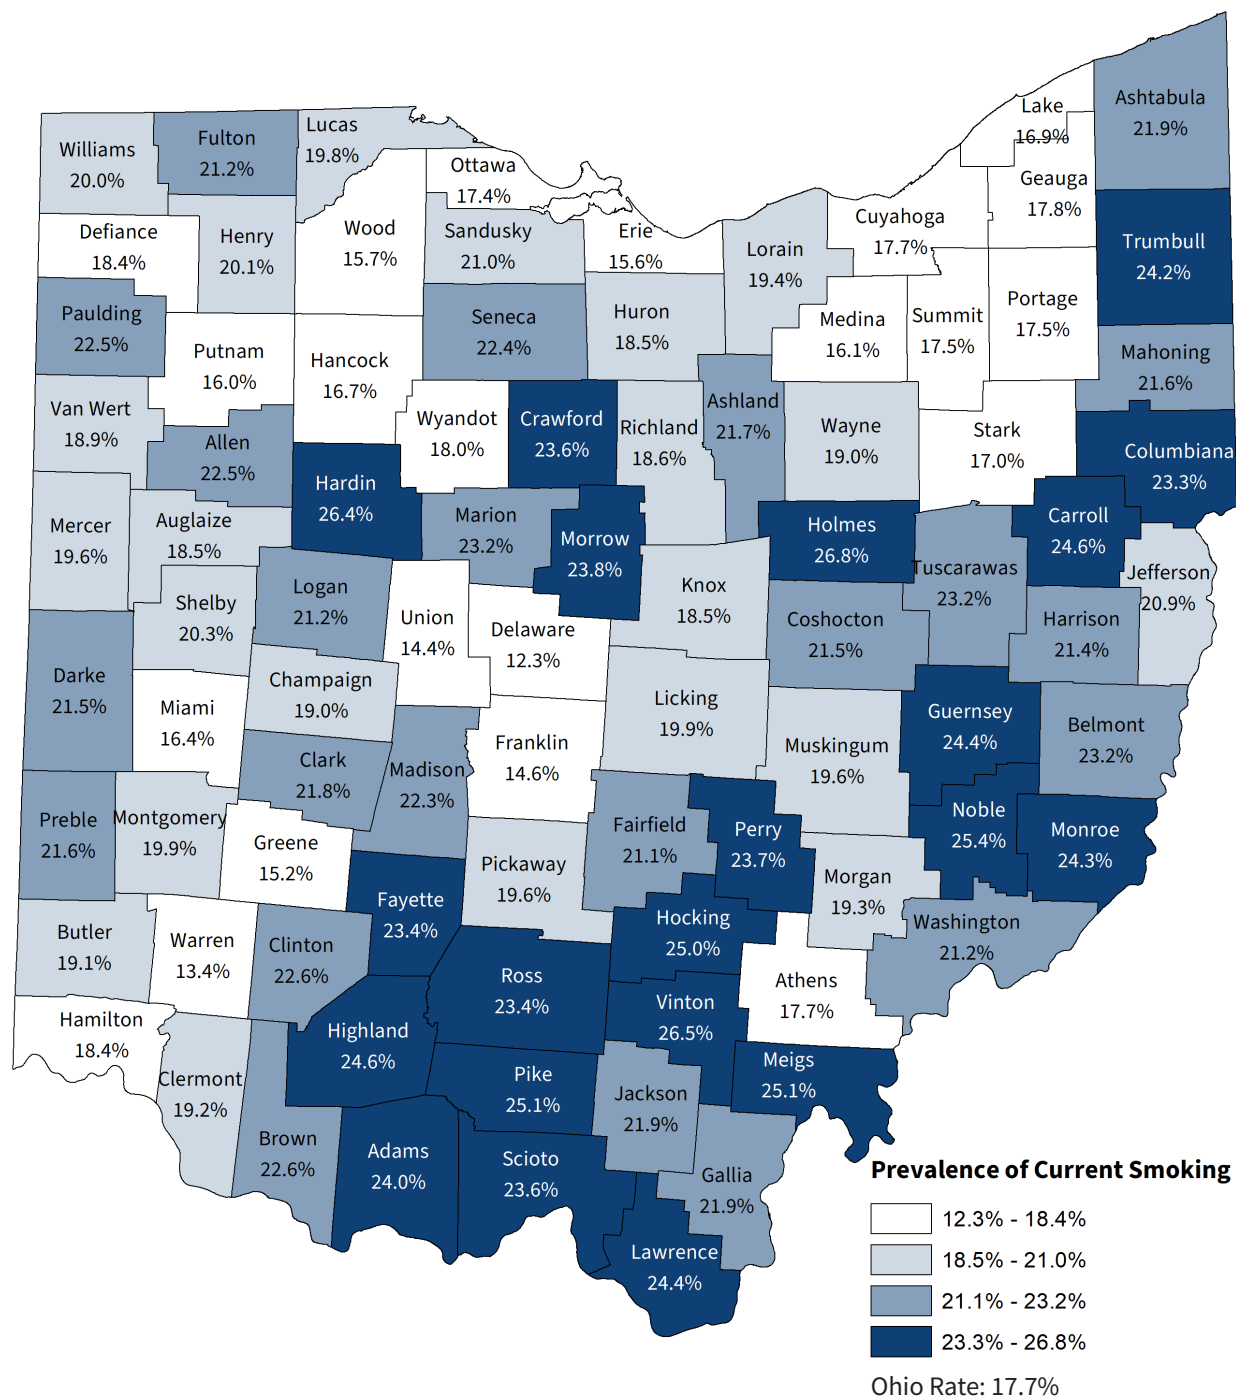 Lake
16.9%
Ashtabula
21.9%
Williams
20.0%
Fulton
21.2%
Lucas
19.8%
Ottawa
17.4%
Geauga
17.8%
Defiance
18.4%
Henry
20.1%
Wood
15.7%
Sandusky
21.0%
Erie
15.6%
Lorain
19.4%
Cuyahoga
17.7%
Trumbull
24.2%
Paulding
22.5%
Putnam
16.0%
Hancock
16.7%
Seneca
22.4%
Huron
18.5%
Medina
16.1%
Summit
17.5%
Portage
17.5%
Mahoning
21.6%
Van Wert
18.9%
Allen
22.5%
Wyandot
18.0%
Crawford
23.6%
Richland
18.6%
Ashland
21.7%
Wayne
19.0%
Stark
17.0%
Columbiana
23.3%
Mercer
19.6%
Auglaize
18.5%
Hardin
26.4%
Marion
23.2%
Morrow
23.8%
Holmes
26.8%
Carroll
24.6%
Tuscarawas
23.2%
Jefferson
20.9%
Shelby
20.3%
Logan
21.2%
Union
14.4%
Delaware
12.3%
Knox
18.5%
Coshocton
21.5%
Harrison
21.4%
Darke
21.5%
Miami
16.4%
Champaign
19.0%
Licking
19.9%
Guernsey
24.4%
Belmont
23.2%
Clark
21.8%
Madison
22.3%
Franklin
14.6%
Muskingum
19.6%
Preble
21.6%
Montgomery
19.9%
Greene
15.2%
Fairfield
21.1%
Perry
23.7%
Noble
25.4%
Monroe
24.3%
Fayette
23.4%
Pickaway
19.6%
Morgan
19.3%
Butler
19.1%
Warren
13.4%
Clinton
22.6%
Hocking
25.0%
Washington
21.2%
Ross
23.4%
Athens
17.7%
Hamilton
18.4%
Highland
24.6%
Vinton
26.5%
Clermont
19.2%
Pike
25.1%
Jackson
21.9%
Meigs
25.1%
Brown
22.6%
Adams
24.0%
Scioto
23.6%
Gallia
21.9%
Lawrence
24.4%
Prevalence of Current Smoking
12.3% - 18.4%
18.5% - 21.0%
21.1% - 23.2%
23.3% - 26.8%
Ohio Rate: 17.7%